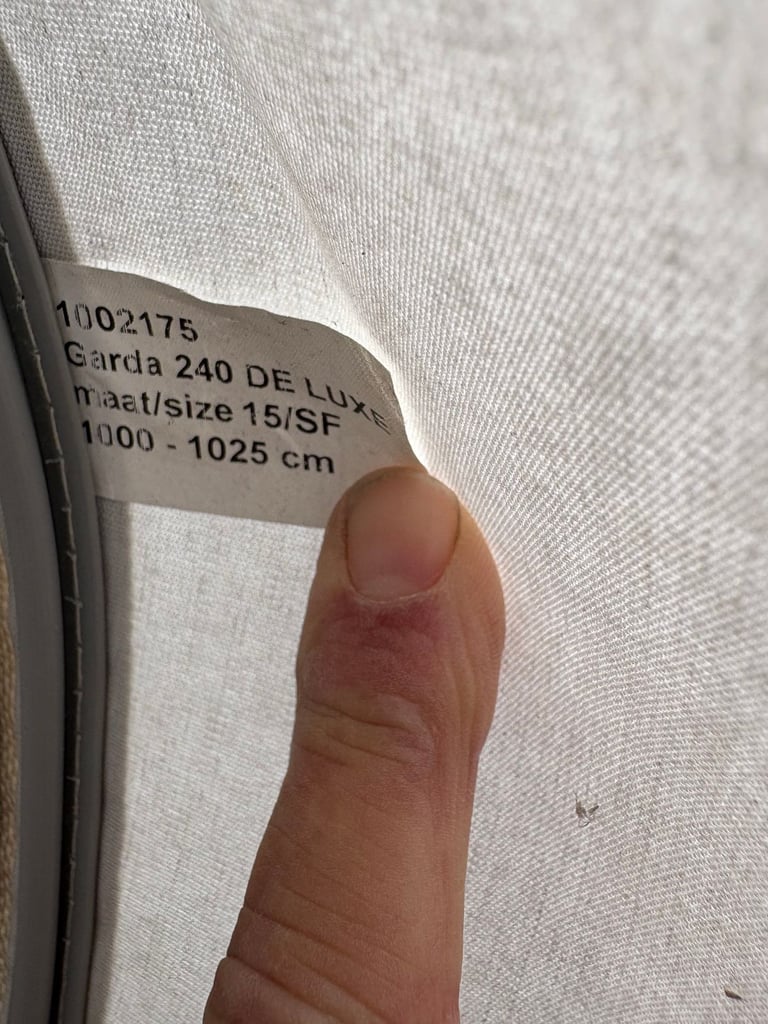 1002175
Garda 240 DE LUXE
maat/size 15/SF
1000 - 1025 cm